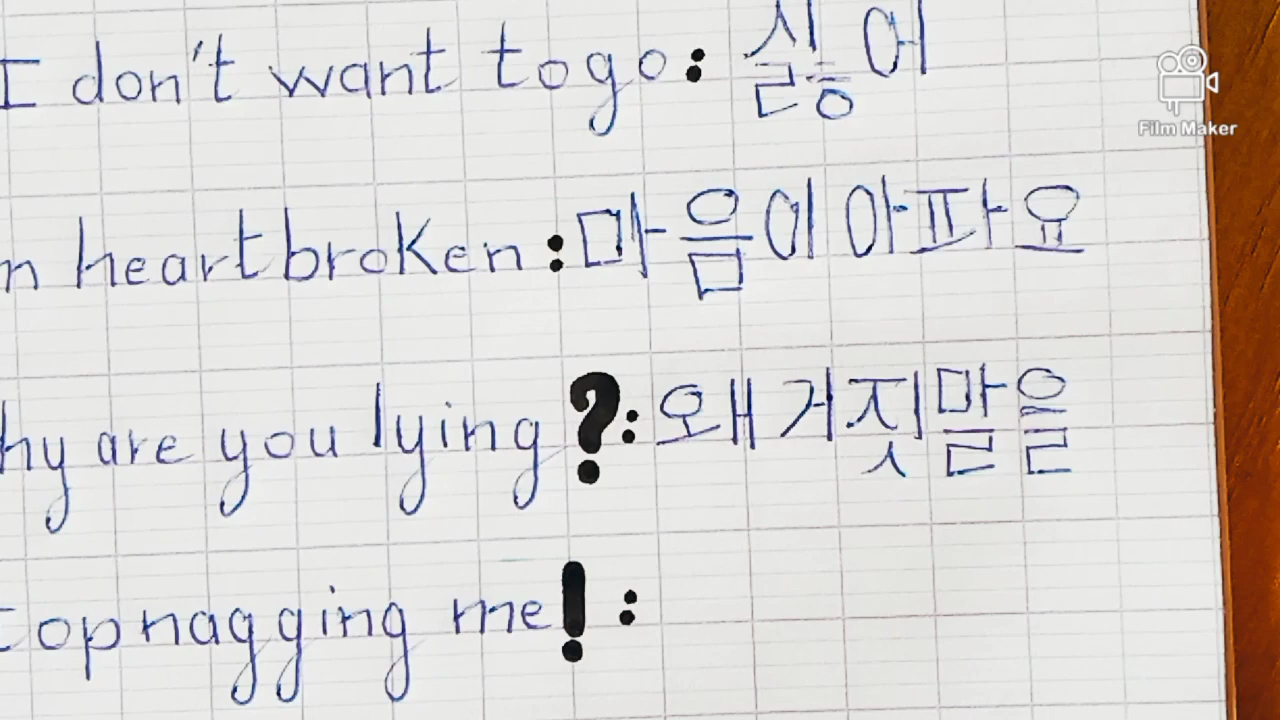 I don't want to go:싫어
Film Maker
n heartbroken: 마음이 아파요
hy are you lying?: 왜 거짓말을
top nagging me!: